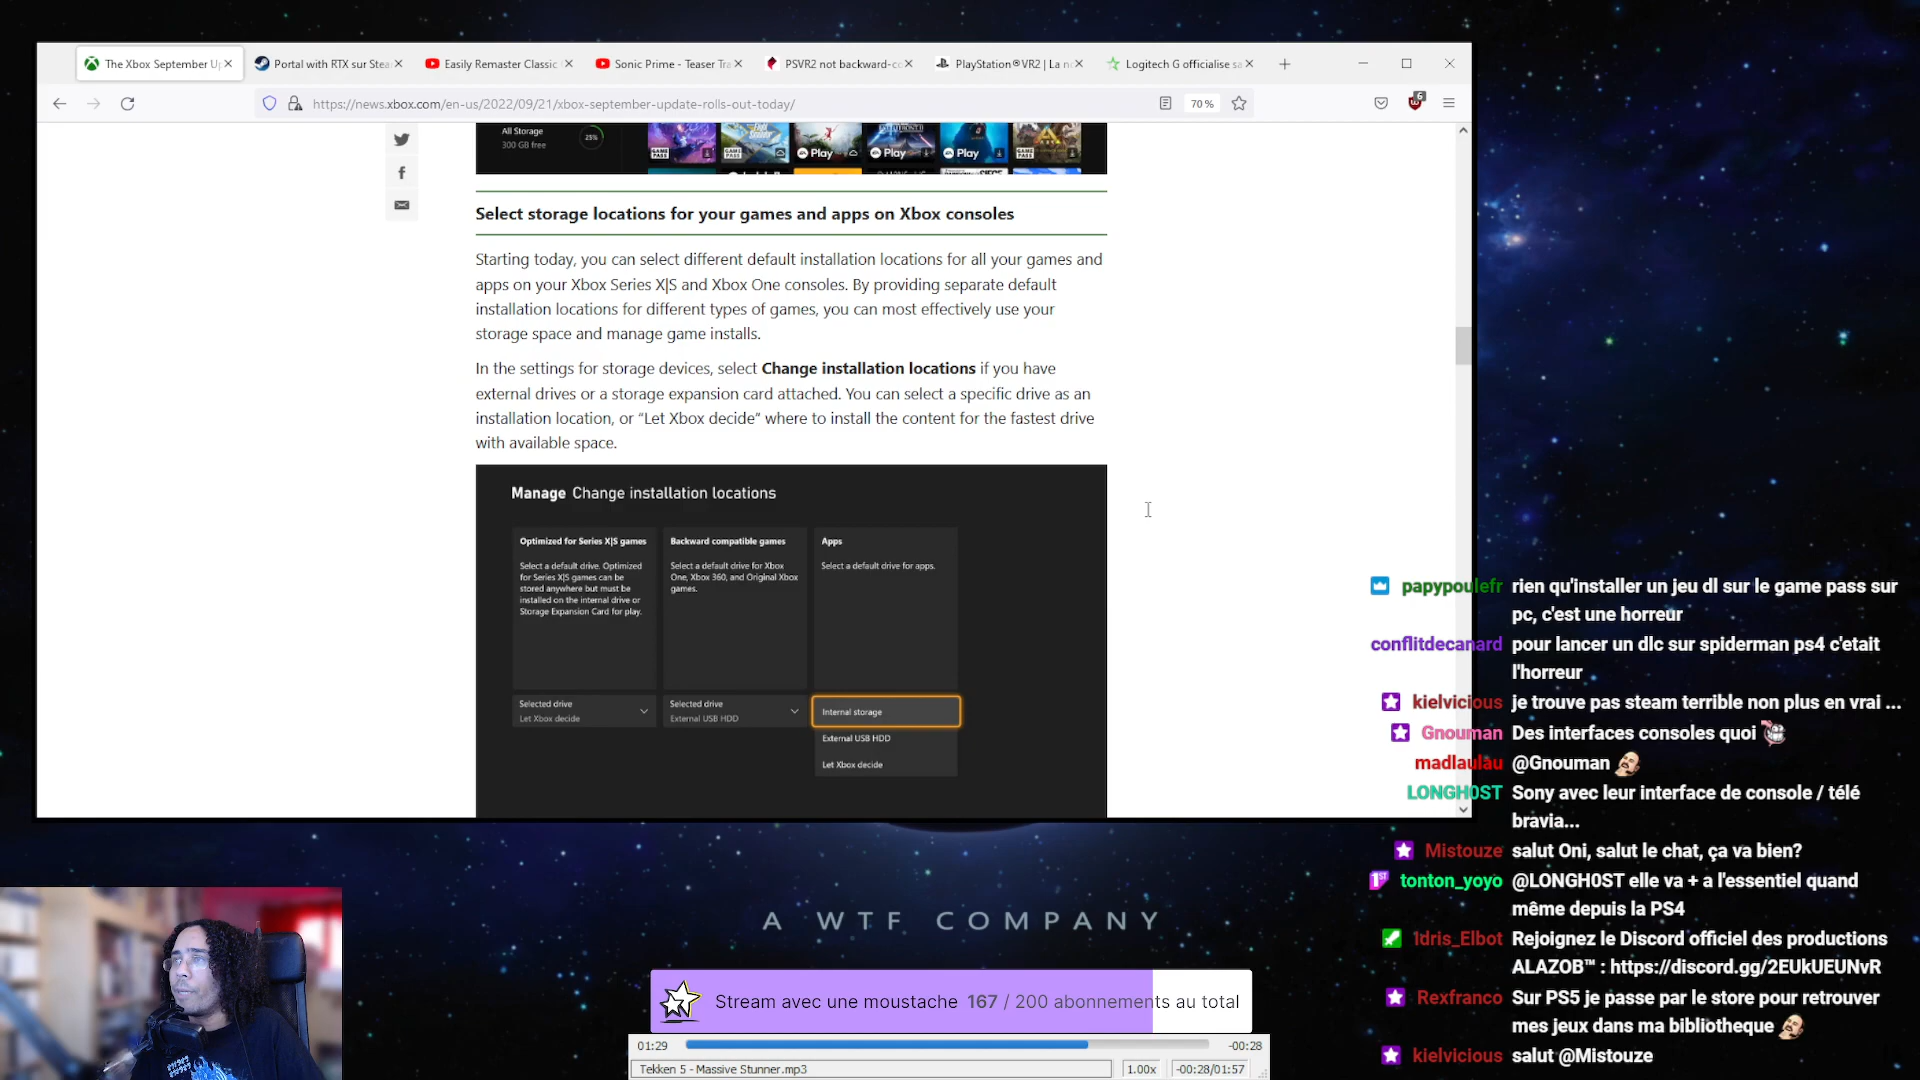 The Xbox September Up
Portal with RTX sur Stea
Easily Remaster Classic
Sonic Prime - Teaser Tra
PSVR2 not backward-co
PlayStation®VR2 | La n
Logitech G officialise sa
https://news.xbox.com/en-us/2022/09/21/xbox-september-update-rolls-out-today/
70%
6
All Storage
300 GB free
25%
GAME PASS
Play
Play
Play
GAME PASS
Select storage locations for your games and apps on Xbox consoles
Starting today, you can select different default installation locations for all your games and
apps on your Xbox Series X|S and Xbox One consoles. By providing separate default
installation locations for different types of games, you can most effectively use your
storage space and manage game installs.
In the settings for storage devices, select Change installation locations if you have
external drives or a storage expansion card attached. You can select a specific drive as an
installation location, or “Let Xbox decide” where to install the content for the fastest drive
with available space.
Manage Change installation locations
Optimized for Series X|S games
Select a default drive. Optimized
for Series X|S games can be
stored anywhere but must be
installed on the internal drive or
Storage Expansion Card for play.
Selected drive
Let Xbox decide
Backward compatible games
Select a default drive for Xbox
One, Xbox 360, and Original Xbox
games.
Selected drive
External USB HDD
Apps
Select a default drive for apps.
Internal storage
External USB HDD
Let Xbox decide
papypoulefr rien qu'installer un jeu dl sur le game pass sur
pc, c'est une horreur
conflitdecanard pour lancer un dlc sur spiderman ps4 c'etait
l'horreur
kielvicious je trouve pas steam terrible non plus en vrai ...
Gnouman Des interfaces consoles quoi
madlaulau @Gnouman
LONGH0ST Sony avec leur interface de console / télé
bravia...
Mistouze salut Oni, salut le chat, ça va bien?
tonton_yoyo @LONGH0ST elle va + a l'essentiel quand
même depuis la PS4
1dris_Elbot Rejoignez le Discord officiel des productions
ALAZOB™ : https://discord.gg/2EUkUEUNvR
Rexfranco Sur PS5 je passe par le store pour retrouver
mes jeux dans ma bibliotheque
kielvicious salut @Mistouze
A WTF COMPANY
Stream avec une moustache 167 / 200 abonnements au total
01:29
-00:28
Tekken 5 - Massive Stunner.mp3
1.00x
-00:28/01:57